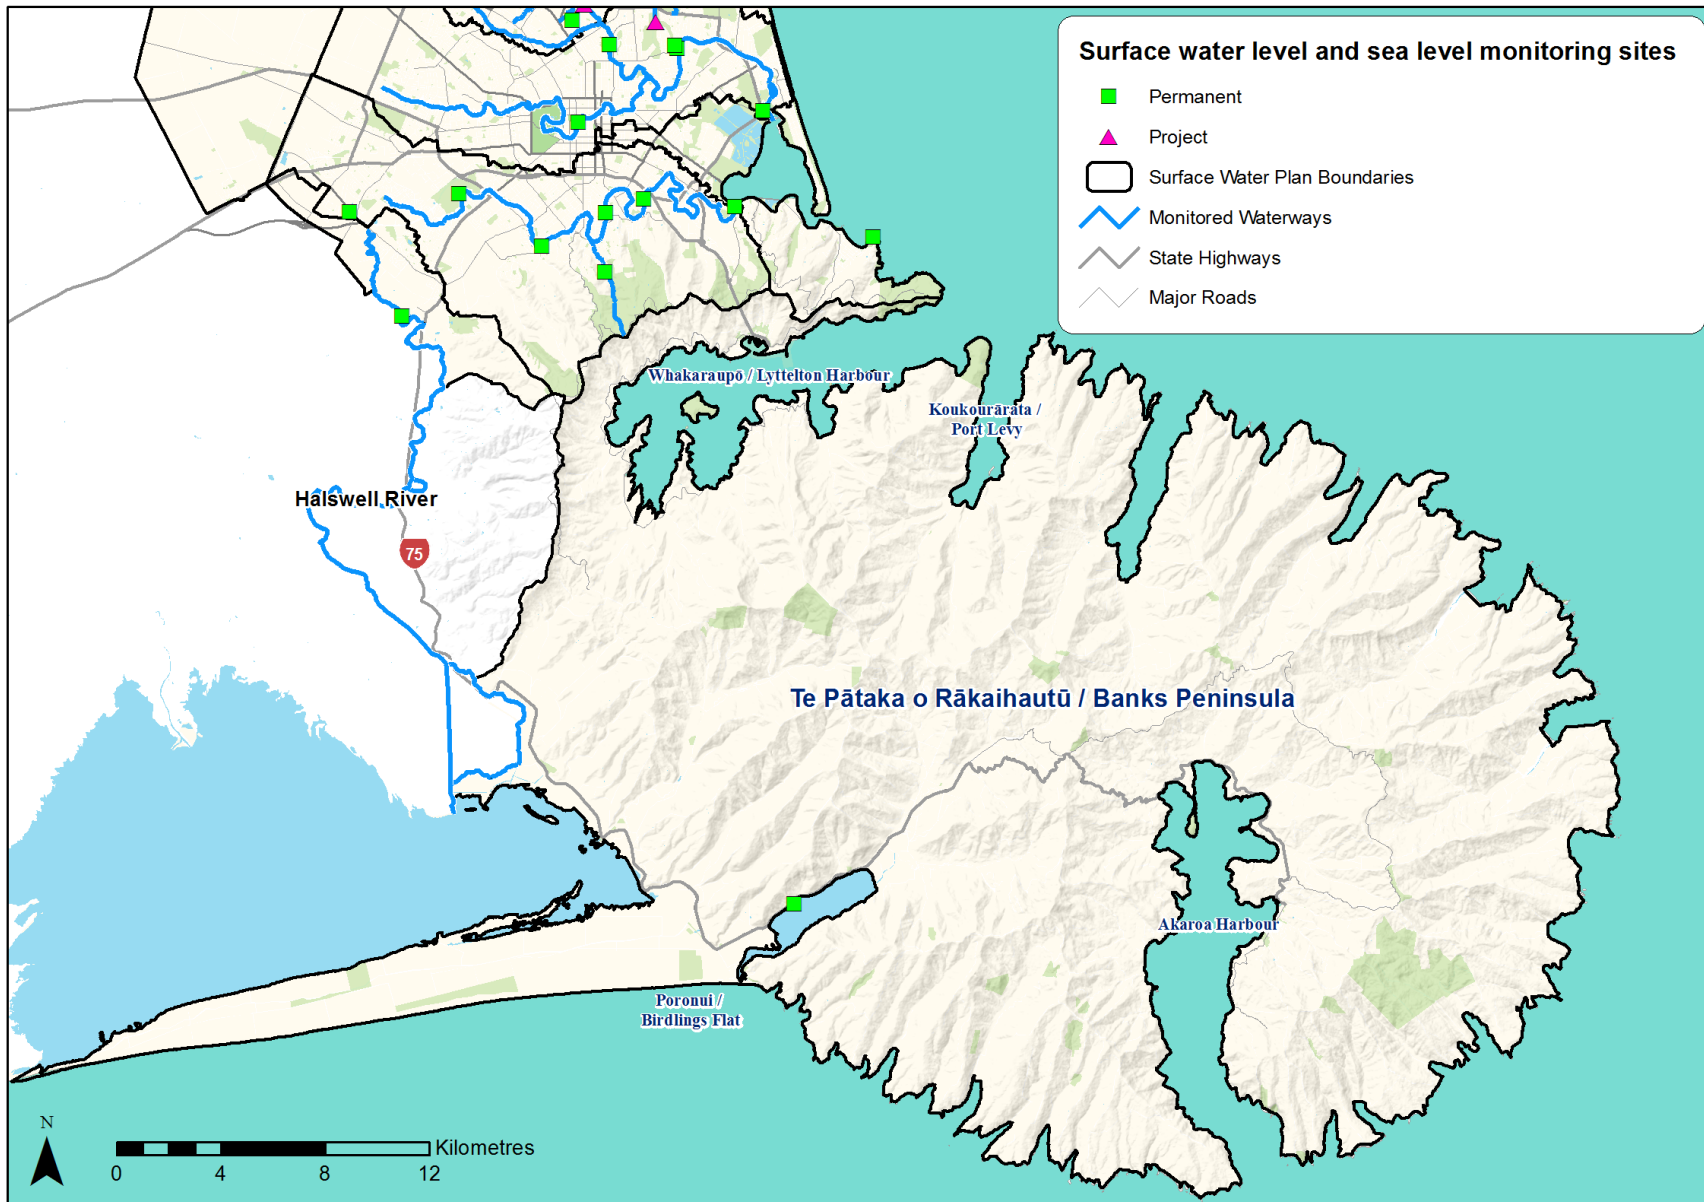 Surface water level and sea level monitoring sites
Permanent
Project
Surface Water Plan Boundaries
Monitored Waterways
State Highways
Major Roads
Whakaraupō / Lyttelton Harbour
Koukourārata /
Port Levy
Halswell River
75
Te Pātaka o Rākaihautū / Banks Peninsula
Akaroa Harbour
Poronui /
Birdlings Flat
N
Kilometres
0 4 8 12